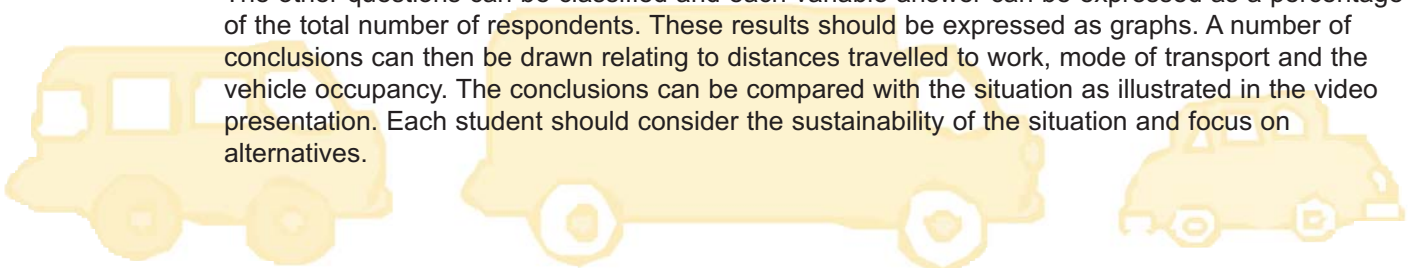 of the total number of respondents. These results should be expressed as graphs. A number of
conclusions can then be drawn relating to distances travelled to work, mode of transport and the
vehicle occupancy. The conclusions can be compared with the situation as illustrated in the video
presentation. Each student should consider the sustainability of the situation and focus on
alternatives.